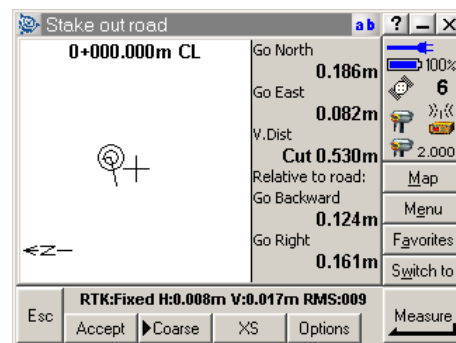 Stake out road
ab
?
0+000.000m CL
Go North
0.186m
Go East
0.082m
V.Dist
Cut 0.530m
Relative to road:
Go Backward
0.124m
Go Right
0.161m
100%
6
2.000
Map
Menu
Favorites
Switch to
N
RTK:Fixed H:0.008m V:0.017m RMS:009
Esc
Accept
Coarse
XS
Options
Measure